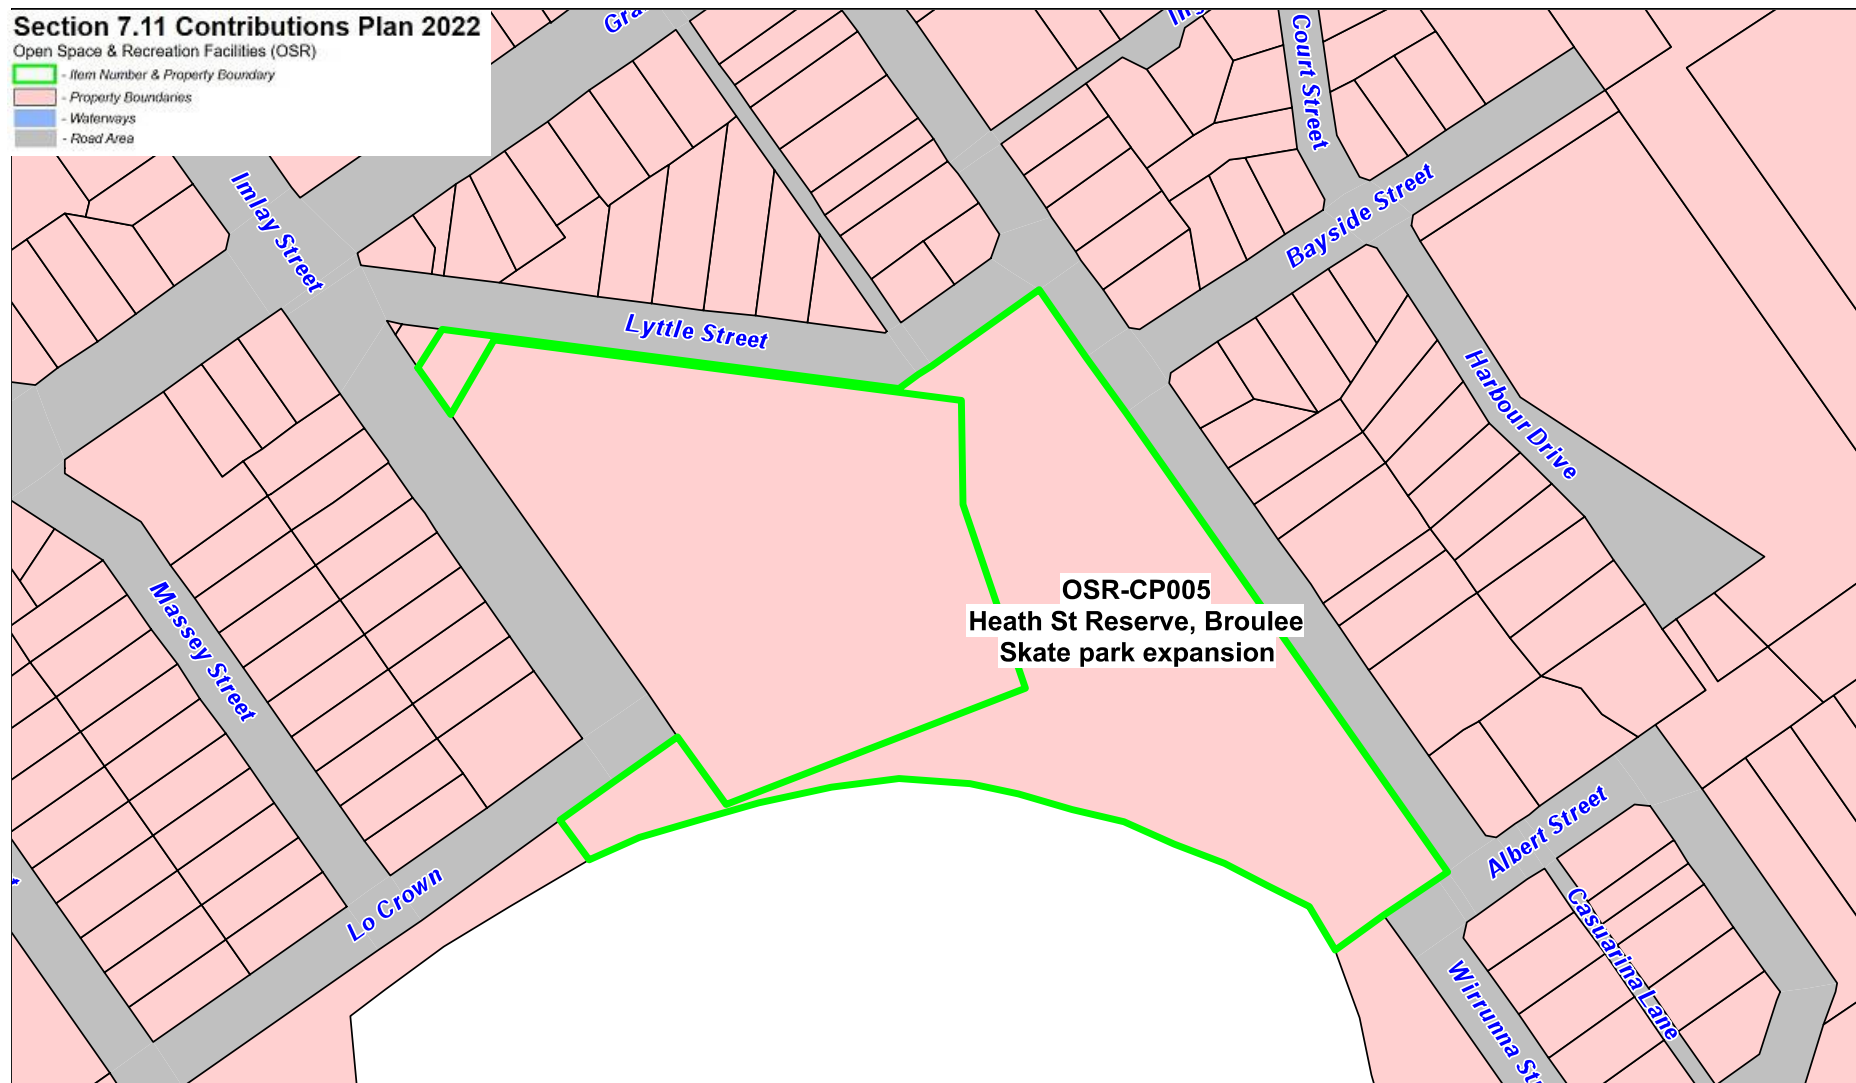 Section 7.11 Contributions Plan 2022
Open Space & Recreation Facilities (OSR)
- Item Number & Property Boundary
- Property Boundaries
- Waterways
- Road Area
Court Street
Imlay Street
Bayside Street
Lyttle Street
Harbour Drive
OSR-CP005
Heath St Reserve, Broulee
Skate park expansion
Massey Street
Albert Street
Lo Crown
Casuarina Lane
Wirrunna